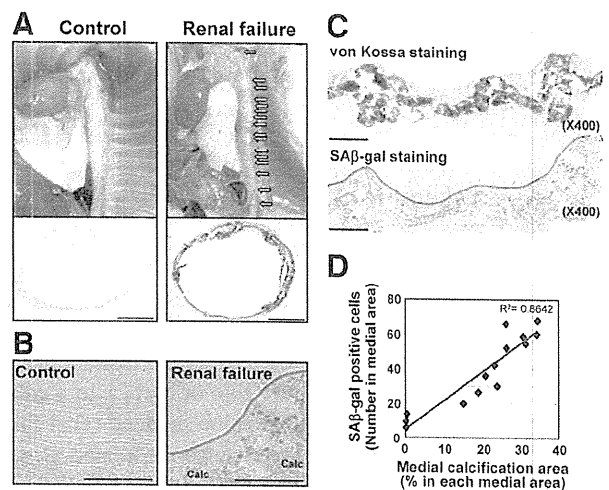 A
Control
Renal failure
B
Control
Renal failure
Calc
Calc
C
von Kossa staining
(X400)
SAβ-gal staining
(X400)
D
SAβ-gal positive cells
(Number in medial area)
80
60
40
20
0
R²= 0.8642
0 10 20 30 40
Medial calcification area
(% in each medial area)